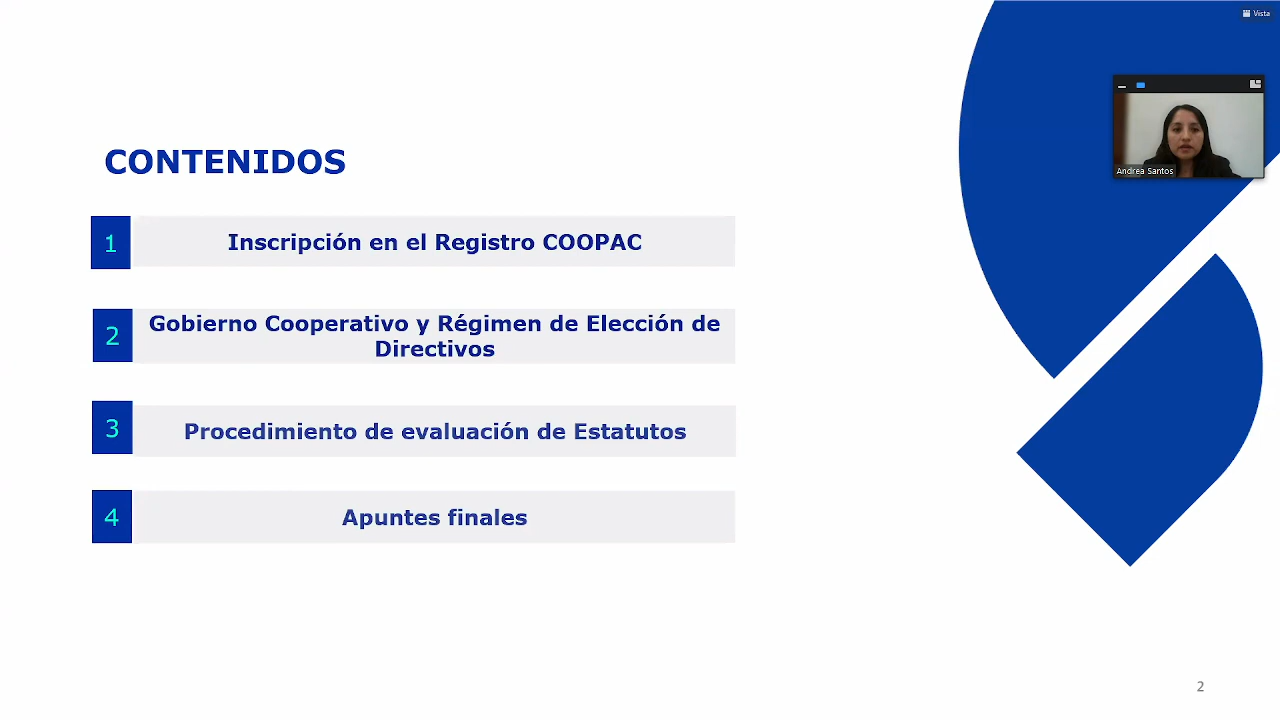 Vista
Andrea Santos
CONTENIDOS
1
Inscripción en el Registro COOPAC
2
Gobierno Cooperativo y Régimen de Elección de
Directivos
3
Procedimiento de evaluación de Estatutos
4
Apuntes finales
2